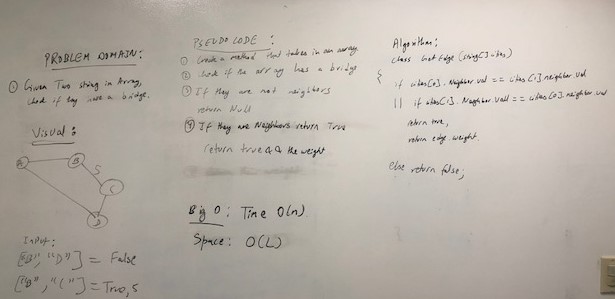 PROBLEM DOMAIN:
① Given Two string in Array,
check if they have a bridge.
Visual:
A
B
5
C
D
Input:
["B", "D"] = False
["B", "C"] = True, 5
PSEUDO CODE:
① Create a method that takes in an array
② check if the array has a bridge
③ If they are not neighbors
return Null
④ If they are Neighbors return True
return true && the weight
Big O: Time O(n)
Space: O(L)
Algorithm:
class Get Edge (string[] cities)
{
if cities[0].Neighbor.val == cities[1].neighbor.val
|| if cities[1].Neighbor.val == cities[0].neighbor.val
return true,
return edge.weight.
else return false;